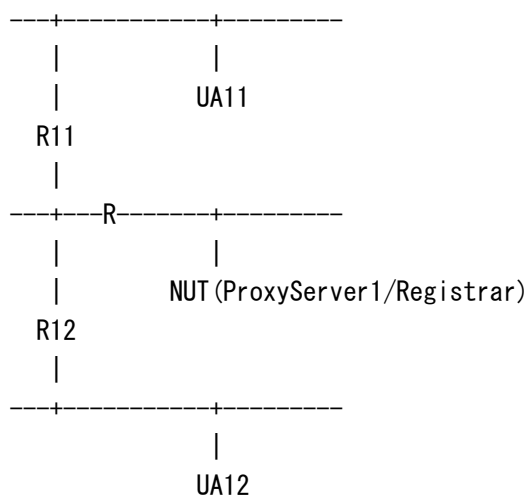 UA11
R11
R
NUT(ProxyServer1/Registrar)
R12
UA12